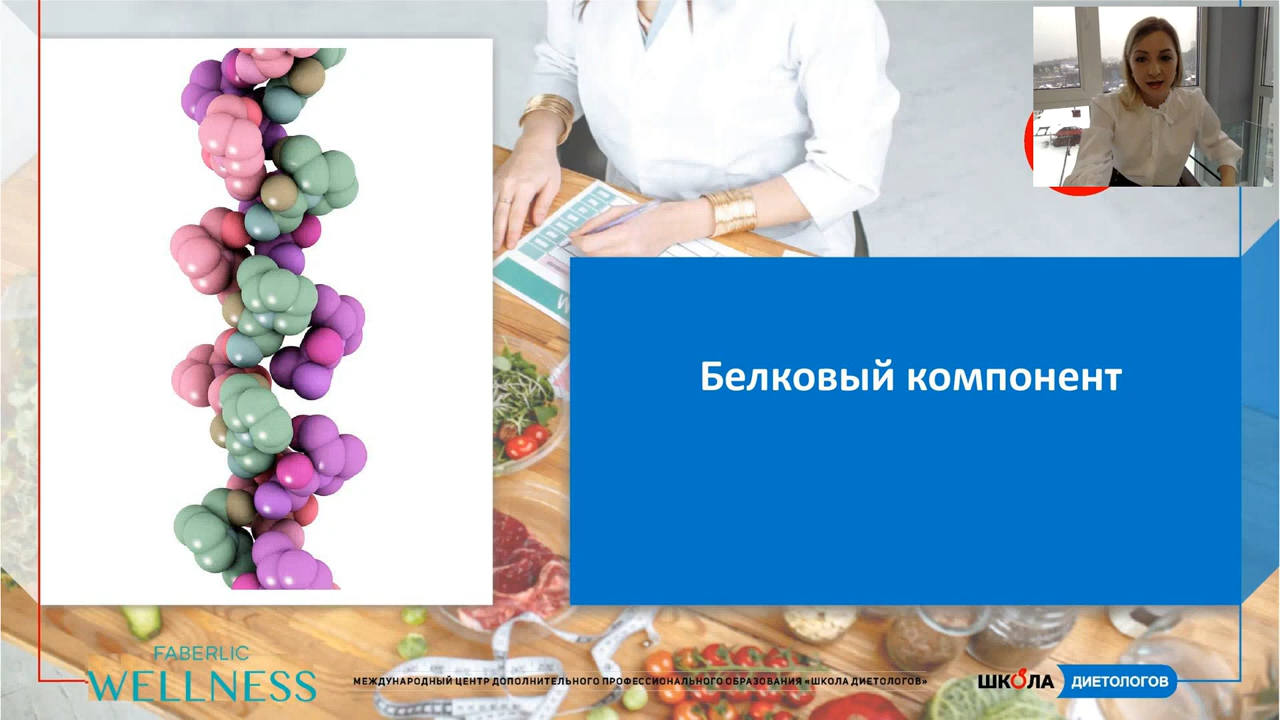 Белковый компонент
FABERLIC
WELLNESS
МЕЖДУНАРОДНЫЙ ЦЕНТР ДОПОЛНИТЕЛЬНОГО ПРОФЕССИОНАЛЬНОГО ОБРАЗОВАНИЯ «ШКОЛА ДИЕТОЛОГОВ»
ШКОЛА ДИЕТОЛОГОВ